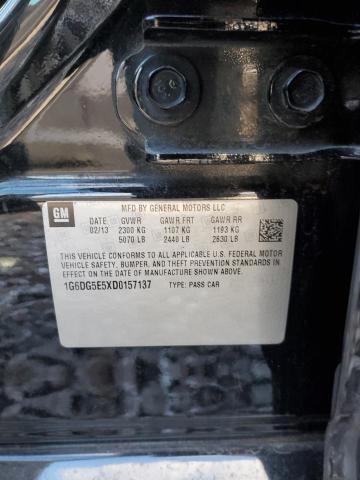 GM
MFD BY GENERAL MOTORS LLC
DATE GVWR GAWR FRT GAWR RR
02/13 2300 KG 1107 KG 1193 KG
5070 LB 2440 LB 2630 LB
THIS VEHICLE CONFORMS TO ALL APPLICABLE U.S. FEDERAL MOTOR
VEHICLE SAFETY, BUMPER, AND THEFT PREVENTION STANDARDS
IN EFFECT ON THE DATE OF MANUFACTURE SHOWN ABOVE.
1G6DG5E5XD0157137 TYPE: PASS CAR